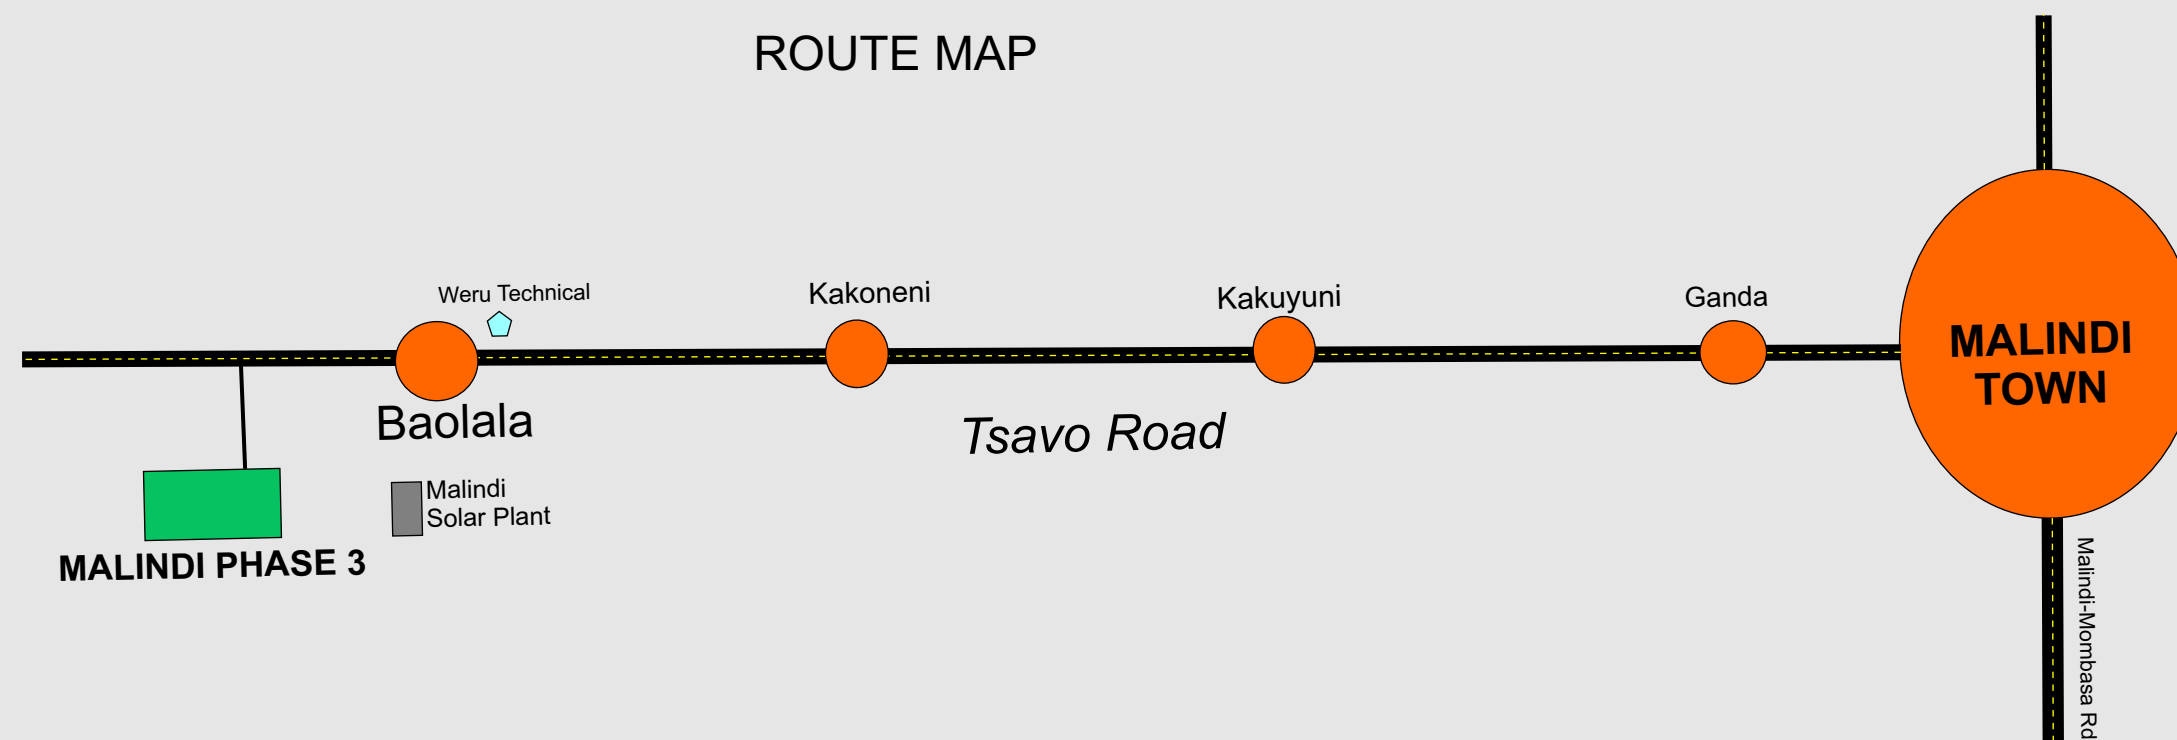 ROUTE MAP
Weru Technical
Kakoneni
Kakuyuni
Ganda
MALINDI
TOWN
Baolala
Tsavo Road
Malindi
Solar Plant
MALINDI PHASE 3
Malindi-Mombasa Rd